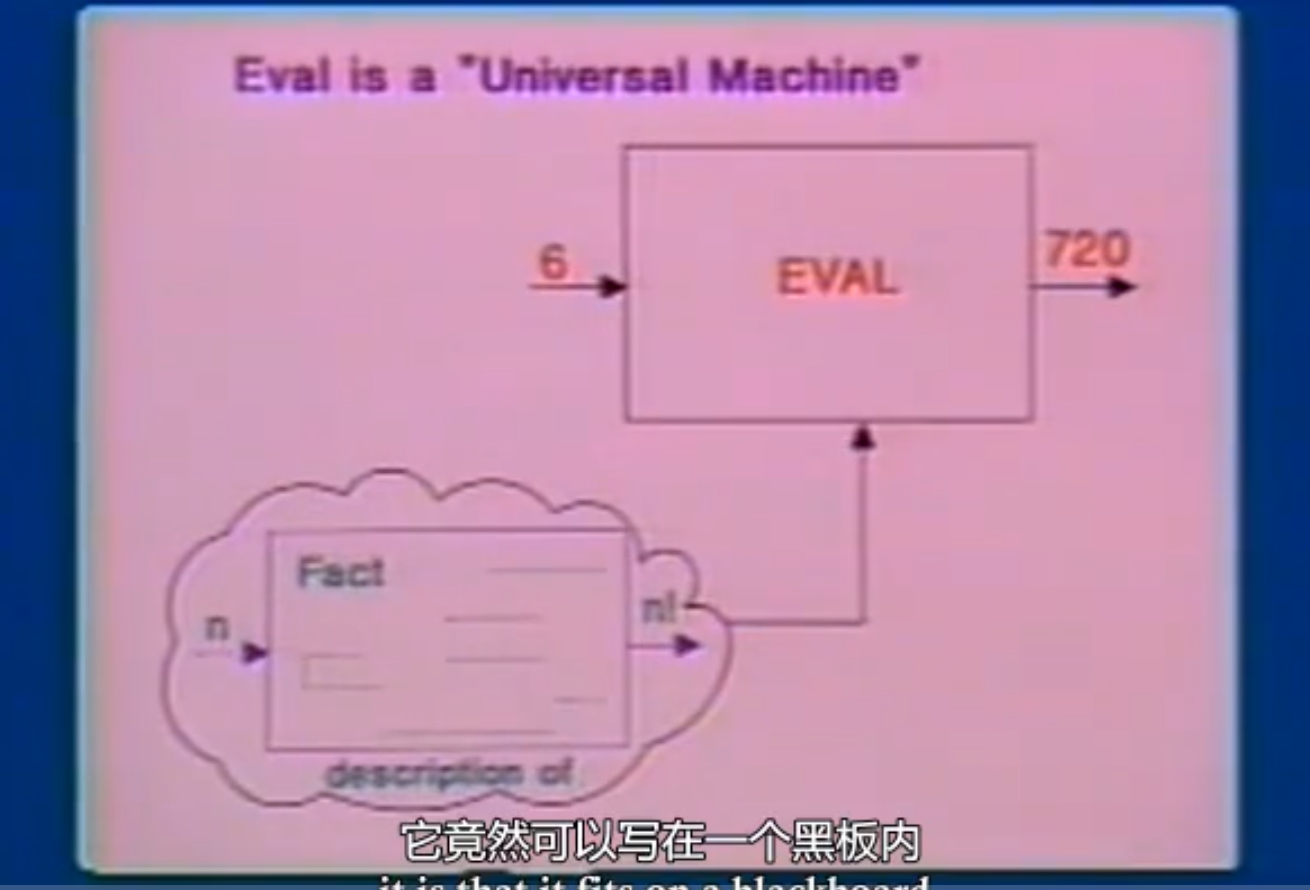 Eval is a "Universal Machine"
6
EVAL
720
Fact
n
n!
description of
它竟然可以写在一个黑板内
it is that it fits on a blackboard